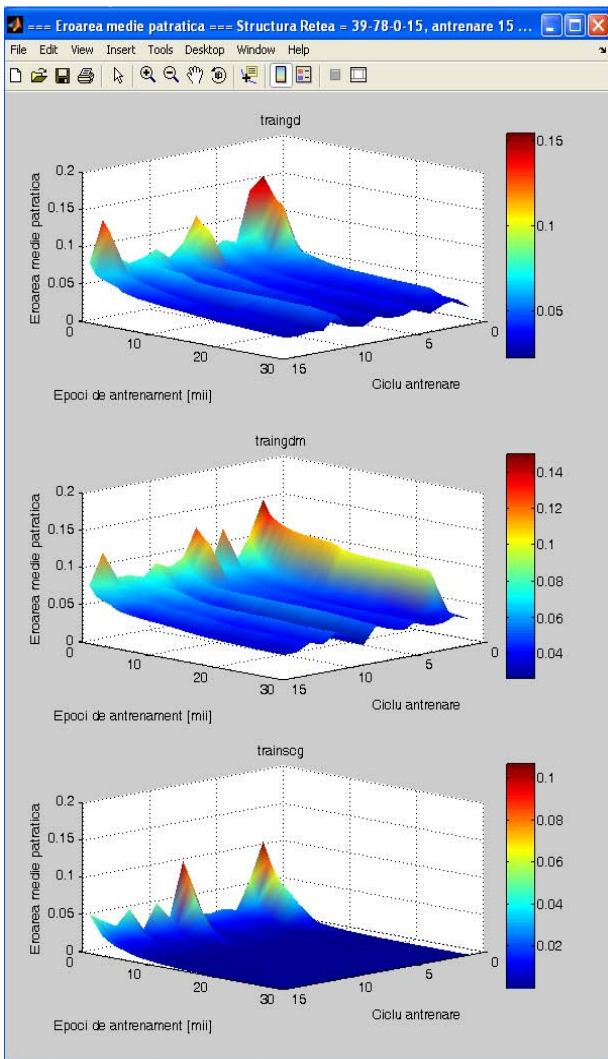 === Eroarea medie patratica === Structura Retea = 39-78-0-15, antrenare 15 ...
File Edit View Insert Tools Desktop Window Help
traingd
0.2
0.15
0.1
0.05
0
Eroarea medie patratica
0 10 20 30
Epoci de antrenament [mii]
15 10 5 0
Ciclu antrenare
0.15
0.1
0.05
traingdm
0.2
0.15
0.1
0.05
0
Eroarea medie patratica
0 10 20 30
Epoci de antrenament [mii]
15 10 5 0
Ciclu antrenare
0.14
0.12
0.1
0.08
0.06
0.04
trainscg
0.2
0.15
0.1
0.05
0
Eroarea medie patratica
0 10 20 30
Epoci de antrenament [mii]
15 10 5 0
Ciclu antrenare
0.1
0.08
0.06
0.04
0.02